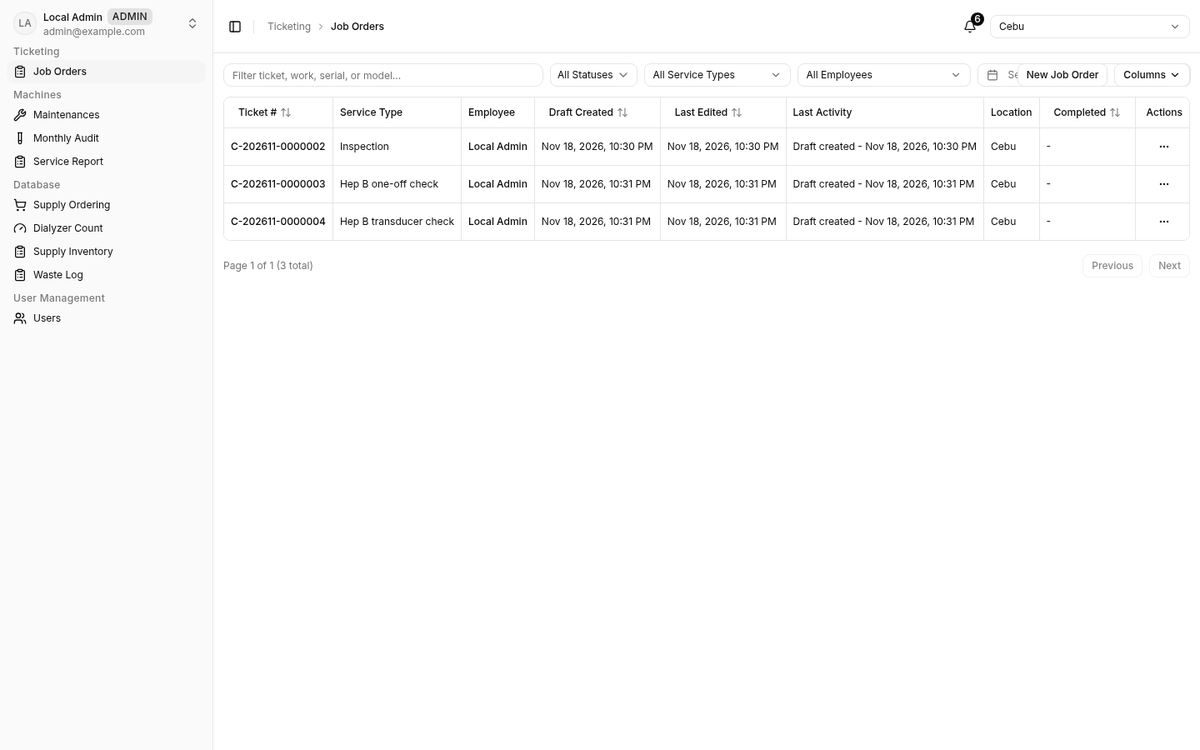 LA
Local Admin ADMIN
admin@example.com
Ticketing
Job Orders
Machines
Maintenances
Monthly Audit
Service Report
Database
Supply Ordering
Dialyzer Count
Supply Inventory
Waste Log
User Management
Users
Ticketing > Job Orders
6
Cebu
Filter ticket, work, serial, or model...
All Statuses
All Service Types
All Employees
New Job Order
Columns
Ticket # Service Type Employee Draft Created Last Edited Last Activity Location Completed Actions
C-202611-0000002 Inspection Local Admin Nov 18, 2026, 10:30 PM Nov 18, 2026, 10:30 PM Draft created - Nov 18, 2026, 10:30 PM Cebu - ...
C-202611-0000003 Hep B one-off check Local Admin Nov 18, 2026, 10:31 PM Nov 18, 2026, 10:31 PM Draft created - Nov 18, 2026, 10:31 PM Cebu - ...
C-202611-0000004 Hep B transducer check Local Admin Nov 18, 2026, 10:31 PM Nov 18, 2026, 10:31 PM Draft created - Nov 18, 2026, 10:31 PM Cebu - ...
Page 1 of 1 (3 total)
Previous
Next